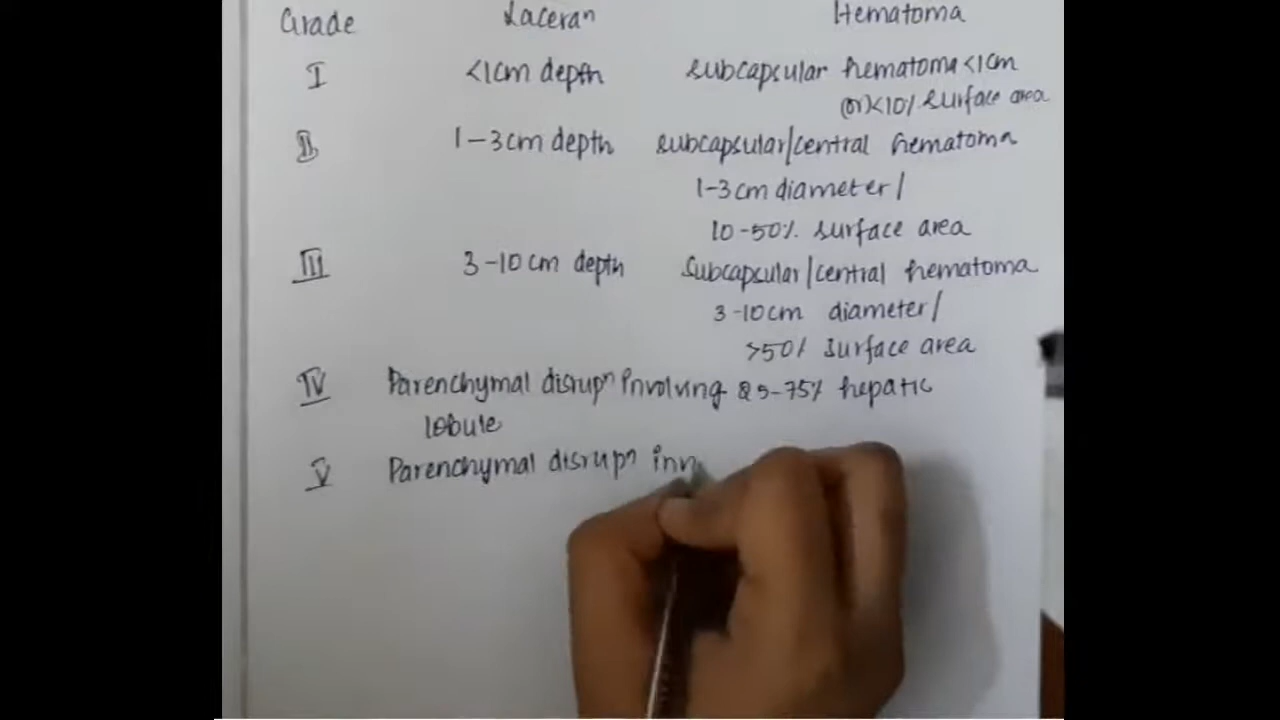 Grade Laceran Hematoma
I <1cm depth subcapsular hematoma <1cm
(or) <10% surface area
II 1-3cm depth subcapsular/central hematoma
1-3cm diameter/
10-50% surface area
III 3-10cm depth subcapsular/central hematoma
3-10cm diameter/
>50% surface area
IV Parenchymal disrupn involving 25-75% hepatic
lobule
V Parenchymal disrupn inv